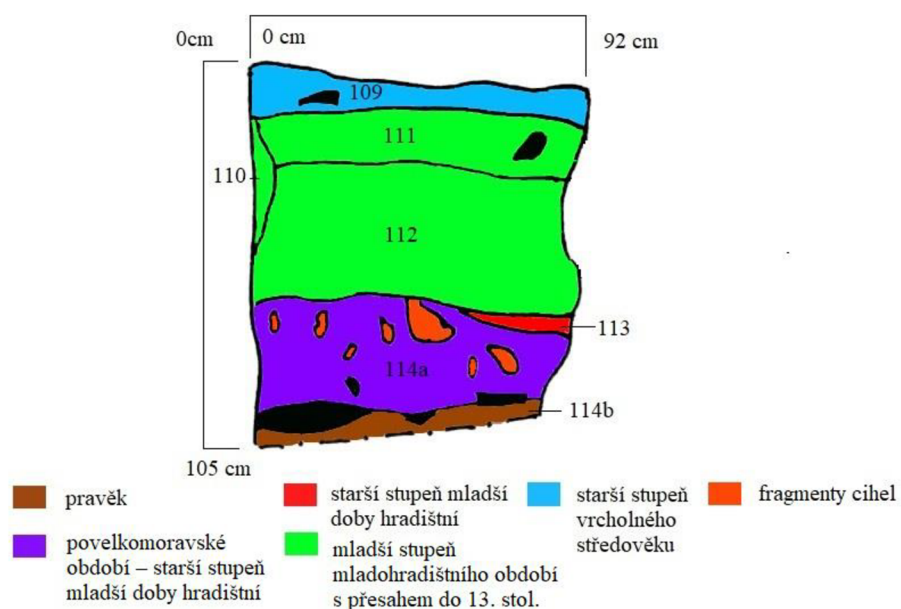 0cm
0 cm
92 cm
109
111
110
112
113
114a
114b
105 cm
pravěk
povelkomoravské
období – starší stupeň
mladší doby hradištní
starší stupeň mladší
doby hradištní
mladší stupeň
mladohradištního období
s přesahem do 13. stol.
starší stupeň
vrcholného
středověku
fragmenty cihel